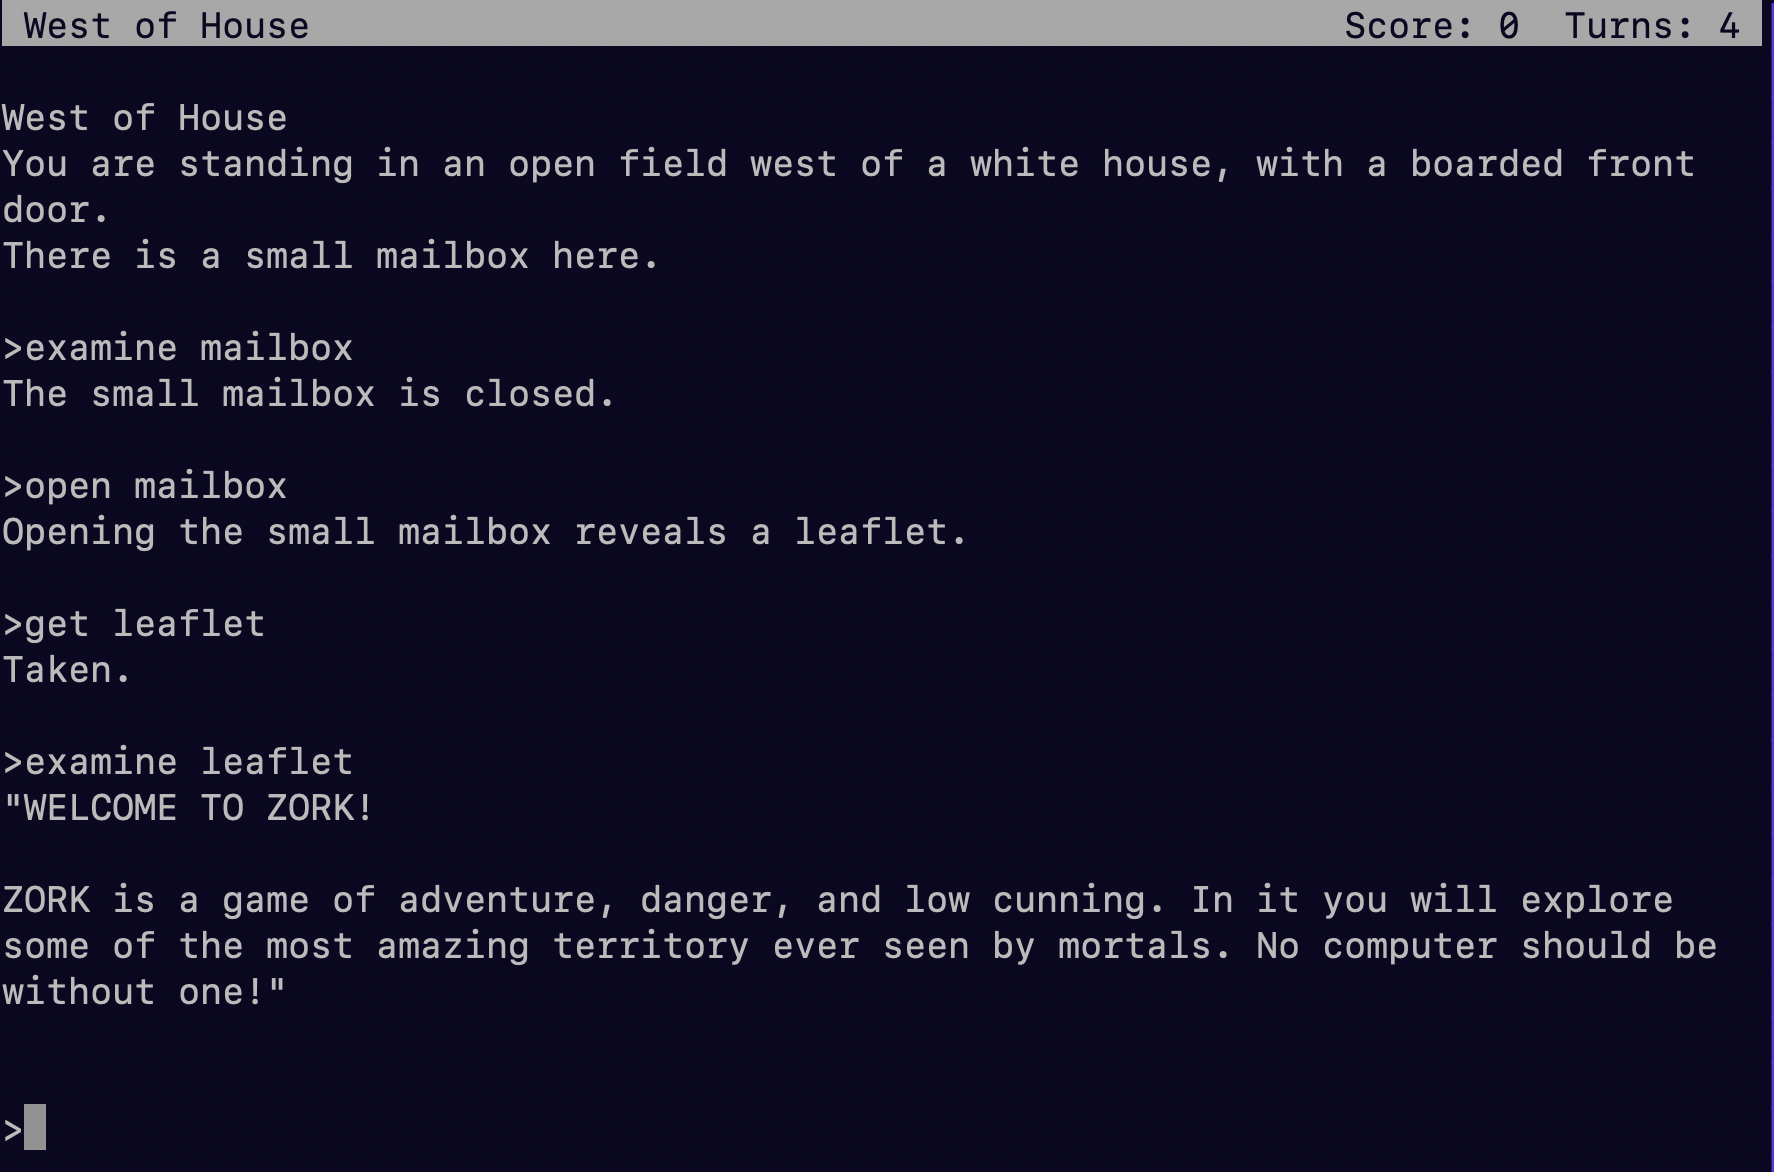 West of House Score: 0 Turns: 4
West of House
You are standing in an open field west of a white house, with a boarded front
door.
There is a small mailbox here.
>examine mailbox
The small mailbox is closed.
>open mailbox
Opening the small mailbox reveals a leaflet.
>get leaflet
Taken.
>examine leaflet
"WELCOME TO ZORK!
ZORK is a game of adventure, danger, and low cunning. In it you will explore
some of the most amazing territory ever seen by mortals. No computer should be
without one!"
>